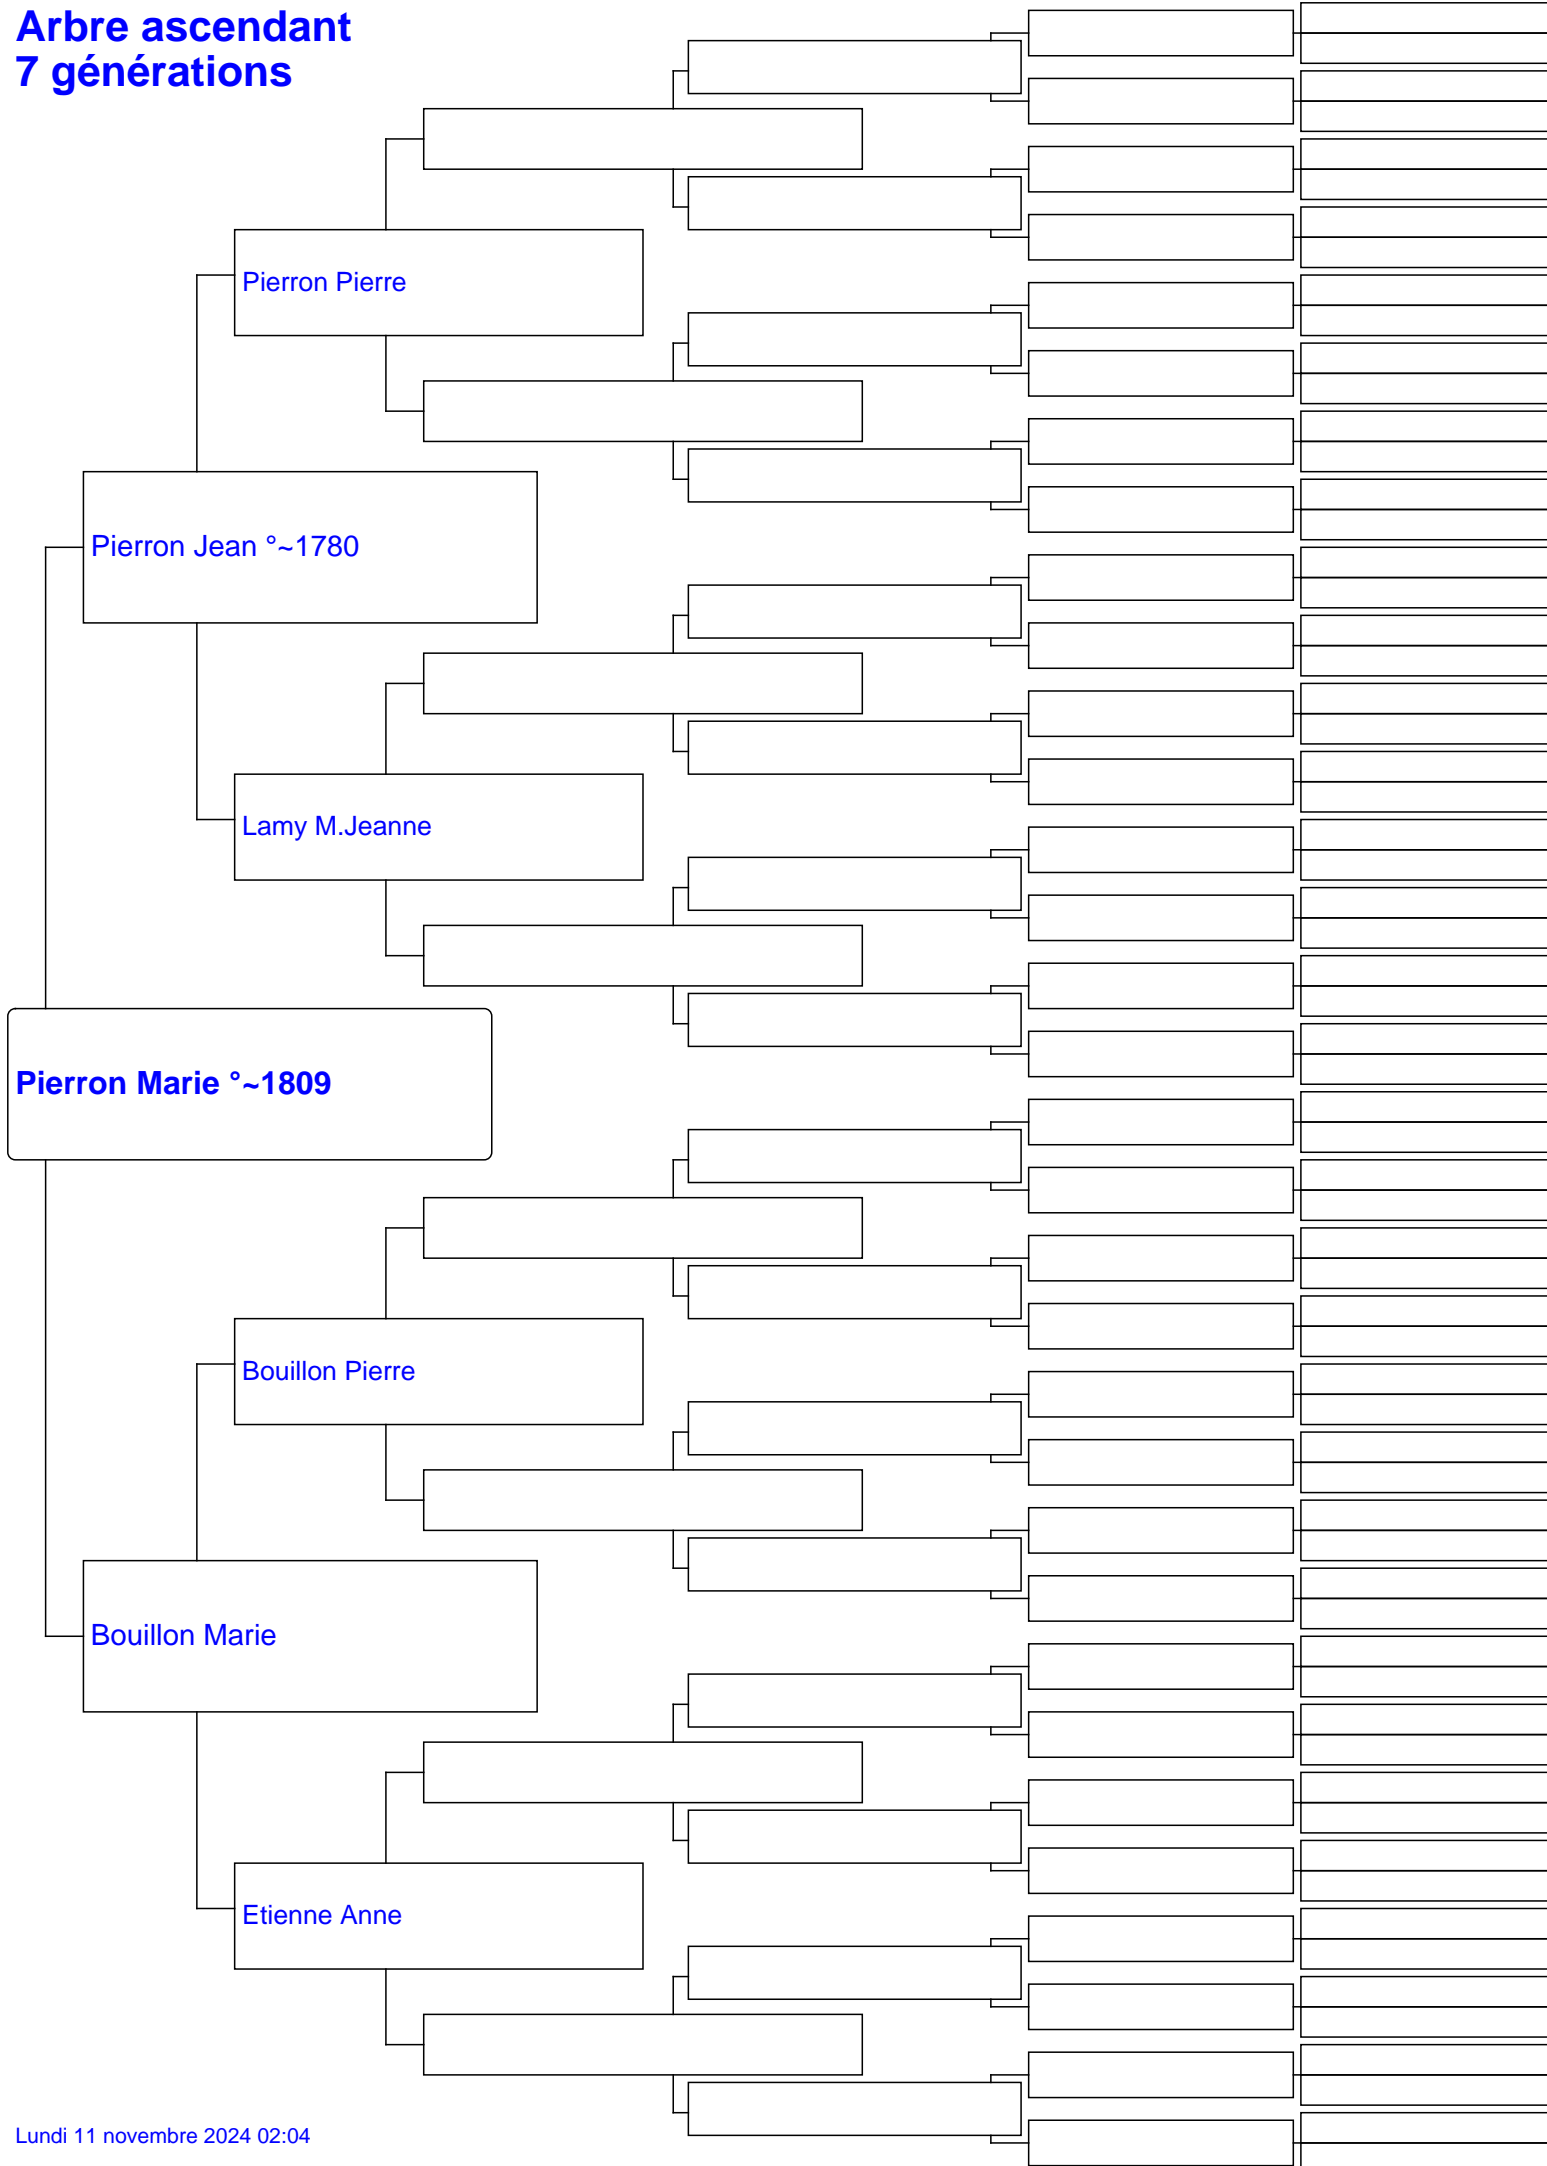 Arbre ascendant
7 générations
Pierron Pierre
Pierron Jean °~1780
Lamy M.Jeanne
Pierron Marie °~1809
Bouillon Pierre
Bouillon Marie
Etienne Anne
Lundi 11 novembre 2024 02:04